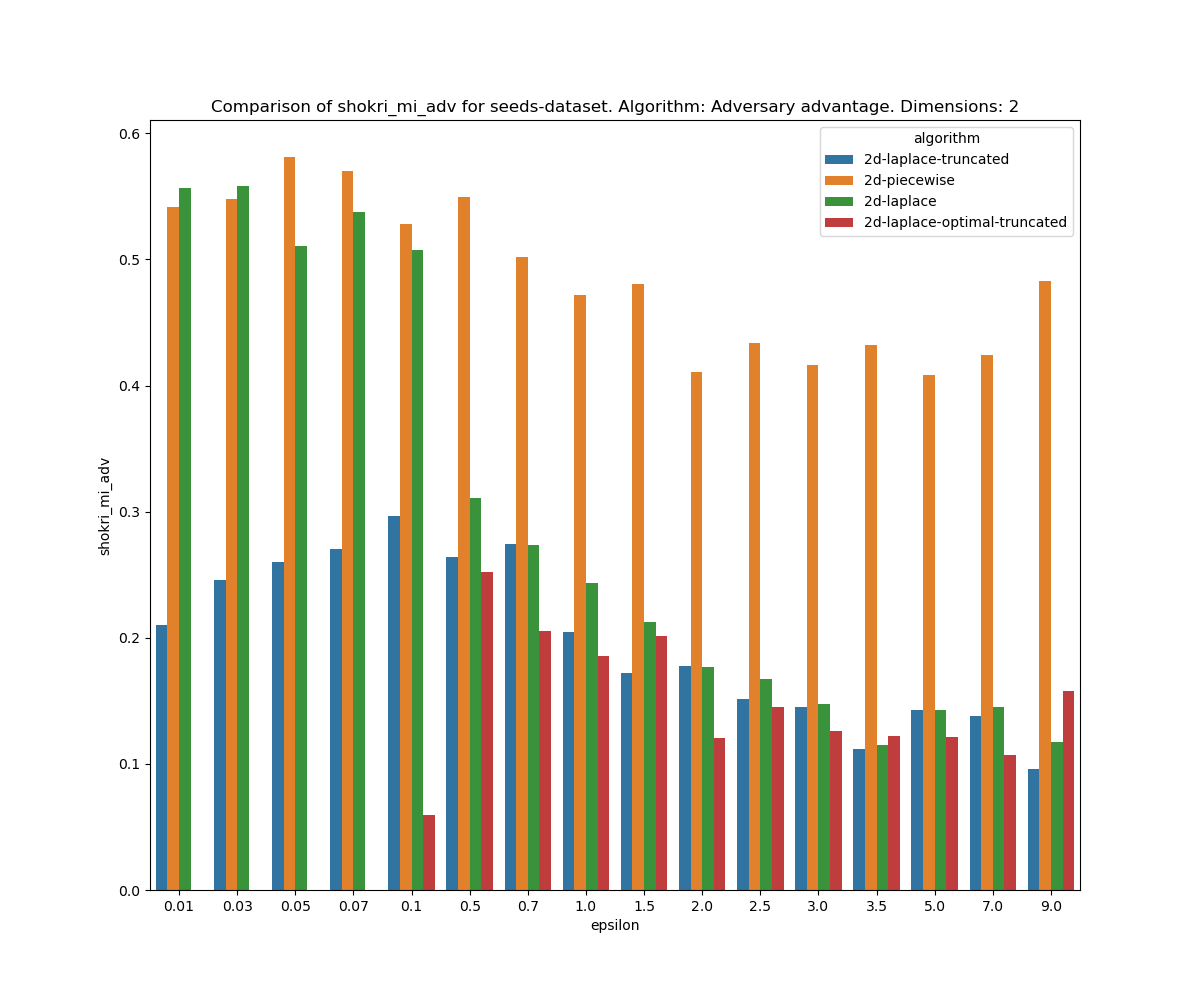 Comparison of shokri_mi_adv for seeds-dataset. Algorithm: Adversary advantage. Dimensions: 2
algorithm
2d-laplace-truncated
2d-piecewise
2d-laplace
2d-laplace-optimal-truncated
shokri_mi_adv
0.6
0.5
0.4
0.3
0.2
0.1
0.0
0.01 0.03 0.05 0.07 0.1 0.5 0.7 1.0 1.5 2.0 2.5 3.0 3.5 5.0 7.0 9.0
epsilon